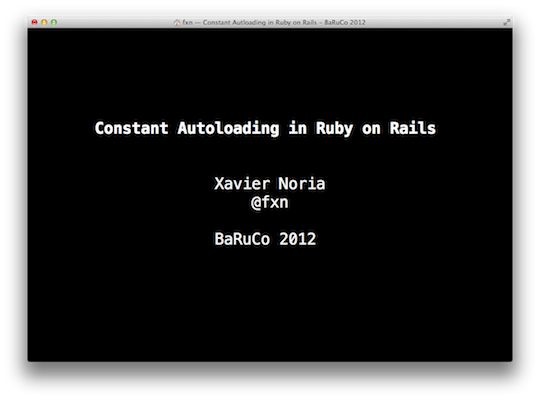 fxn — Constant Autloading in Ruby on Rails – BaRuCo 2012
Constant Autoloading in Ruby on Rails
Xavier Noria
@fxn
BaRuCo 2012